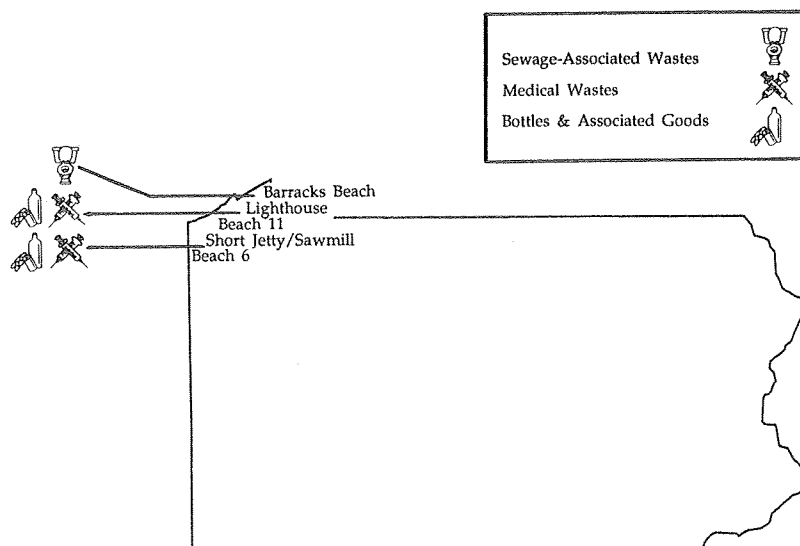 Sewage-Associated Wastes
Medical Wastes
Bottles & Associated Goods
Barracks Beach
Lighthouse
Beach 11
Short Jetty/Sawmill
Beach 6